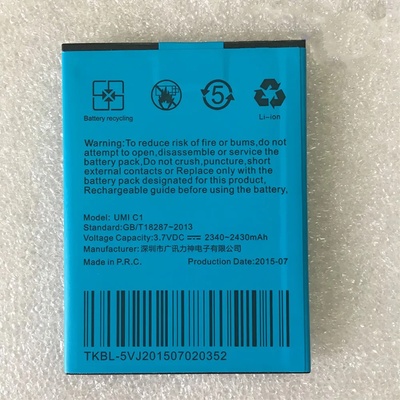 5
Battery recycling
Li-ion
Warning:To reduce risk of fire or bums,do not
attempt to open,disassemble or service the
battery pack.Do not crush,puncture,short
external contacts or Replace only with the
battery pack designated for this product.
Rechargeable guide before using the battery.
Model: UMI C1
Standard:GB/T18287-2013
Voltage Capacity:3.7VDC 2340~2430mAh
Manufacturer:深圳市广讯力神电子有限公司
Made in P.R.C. Production Date:2015-07
TKBL-5VJ201507020352